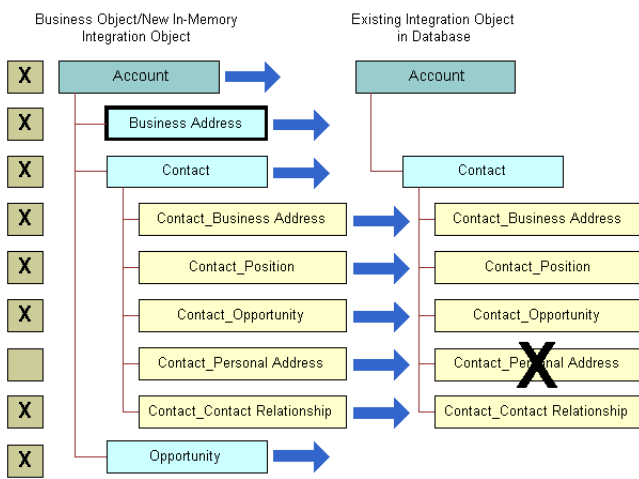 Business Object/New In-Memory
Integration Object
Existing Integration Object
in Database
X Account Account
X Business Address
X Contact Contact
X Contact_Business Address Contact_Business Address
X Contact_Position Contact_Position
X Contact_Opportunity Contact_Opportunity
Contact_Personal Address Contact_Personal Address X
X Contact_Contact Relationship Contact_Contact Relationship
X Opportunity